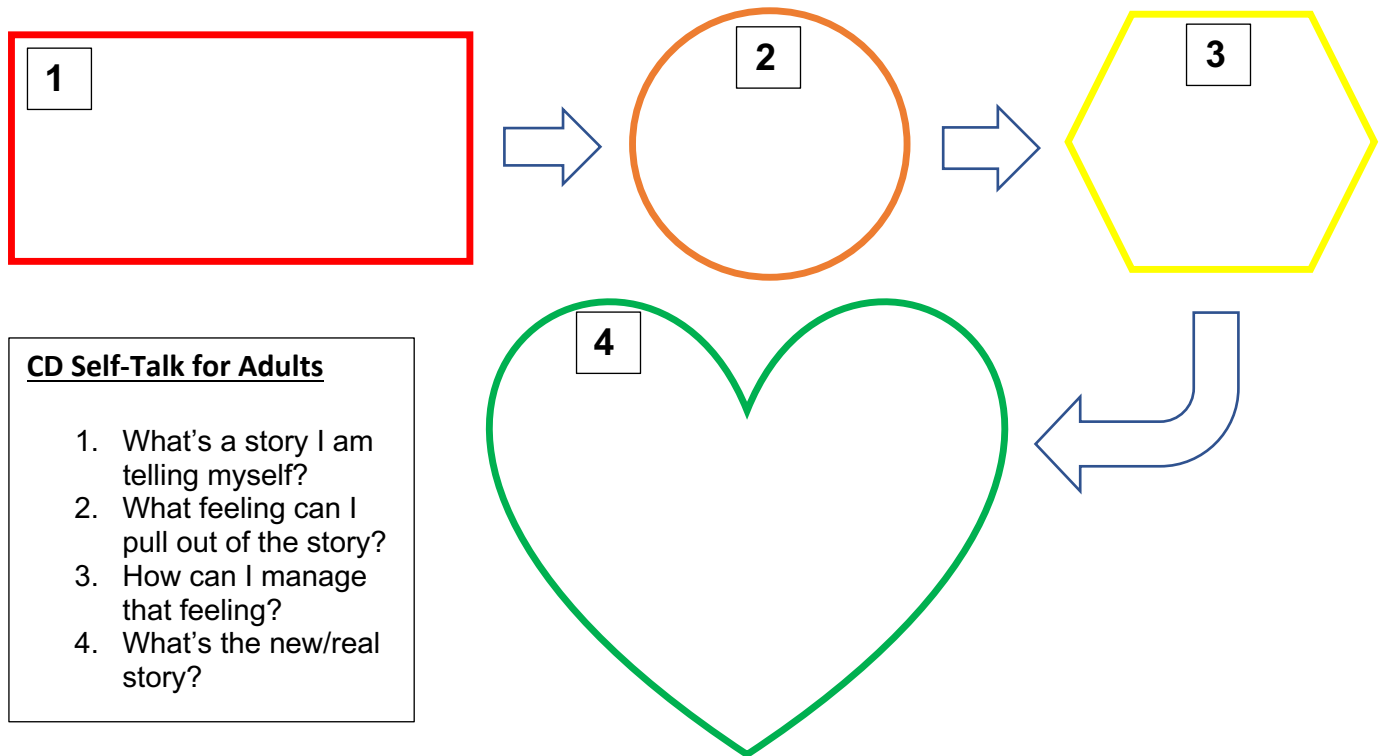 1
2
3
4
CD Self-Talk for Adults
1. What’s a story I am
telling myself?
2. What feeling can I
pull out of the story?
3. How can I manage
that feeling?
4. What’s the new/real
story?